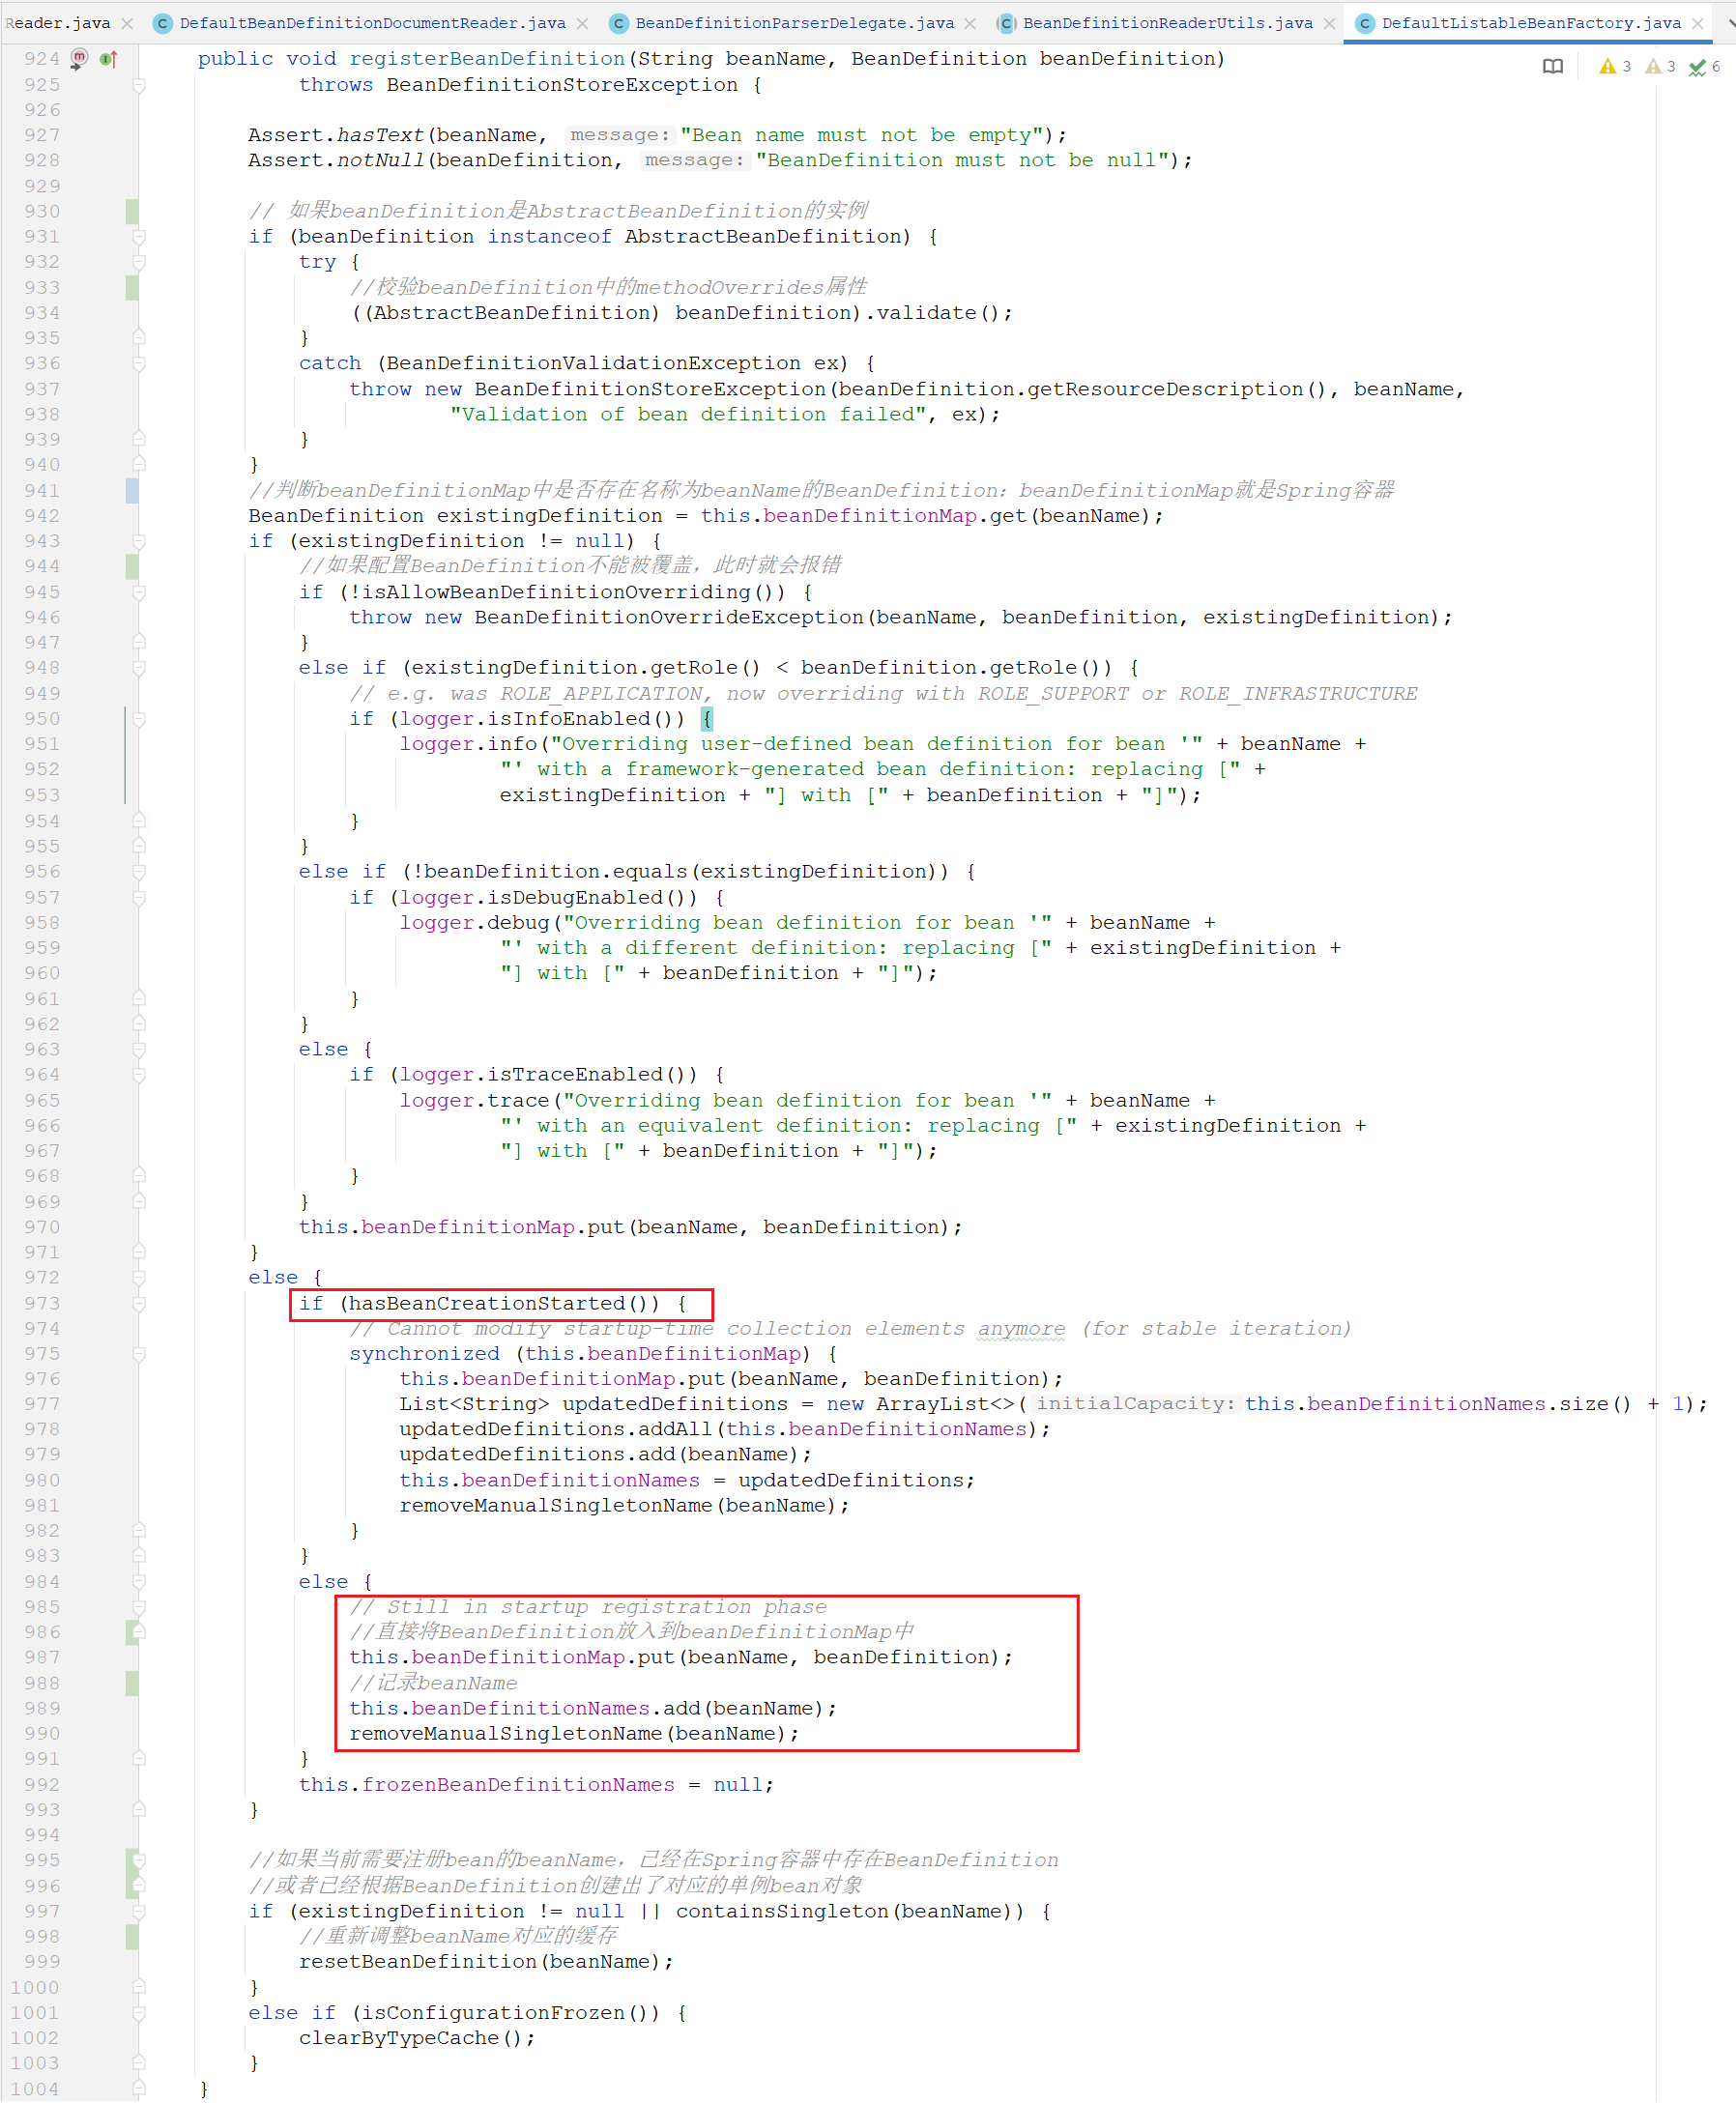 Reader.java DefaultBeanDefinitionDocumentReader.java BeanDefinitionParserDelegate.java BeanDefinitionReaderUtils.java DefaultListableBeanFactory.java
924 public void registerBeanDefinition(String beanName, BeanDefinition beanDefinition) 3 3 6
925 throws BeanDefinitionStoreException {
926
927 Assert.hasText(beanName, message: "Bean name must not be empty");
928 Assert.notNull(beanDefinition, message: "BeanDefinition must not be null");
929
930 // 如果beanDefinition是AbstractBeanDefinition的实例
931 if (beanDefinition instanceof AbstractBeanDefinition) {
932 try {
933 //校验beanDefinition中的methodOverrides属性
934 ((AbstractBeanDefinition) beanDefinition).validate();
935 }
936 catch (BeanDefinitionValidationException ex) {
937 throw new BeanDefinitionStoreException(beanDefinition.getResourceDescription(), beanName,
938 "Validation of bean definition failed", ex);
939 }
940 }
941 //判断beanDefinitionMap中是否存在名称为beanName的BeanDefinition：beanDefinitionMap就是Spring容器
942 BeanDefinition existingDefinition = this.beanDefinitionMap.get(beanName);
943 if (existingDefinition != null) {
944 //如果配置BeanDefinition不能被覆盖，此时就会报错
945 if (!isAllowBeanDefinitionOverriding()) {
946 throw new BeanDefinitionOverrideException(beanName, beanDefinition, existingDefinition);
947 }
948 else if (existingDefinition.getRole() < beanDefinition.getRole()) {
949 // e.g. was ROLE_APPLICATION, now overriding with ROLE_SUPPORT or ROLE_INFRASTRUCTURE
950 if (logger.isInfoEnabled()) {
951 logger.info("Overriding user-defined bean definition for bean '" + beanName +
952 "' with a framework-generated bean definition: replacing [" +
953 existingDefinition + "] with [" + beanDefinition + "]");
954 }
955 }
956 else if (!beanDefinition.equals(existingDefinition)) {
957 if (logger.isDebugEnabled()) {
958 logger.debug("Overriding bean definition for bean '" + beanName +
959 "' with a different definition: replacing [" + existingDefinition +
960 "] with [" + beanDefinition + "]");
961 }
962 }
963 else {
964 if (logger.isTraceEnabled()) {
965 logger.trace("Overriding bean definition for bean '" + beanName +
966 "' with an equivalent definition: replacing [" + existingDefinition +
967 "] with [" + beanDefinition + "]");
968 }
969 }
970 this.beanDefinitionMap.put(beanName, beanDefinition);
971 }
972 else {
973 if (hasBeanCreationStarted()) {
974 // Cannot modify startup-time collection elements anymore (for stable iteration)
975 synchronized (this.beanDefinitionMap) {
976 this.beanDefinitionMap.put(beanName, beanDefinition);
977 List<String> updatedDefinitions = new ArrayList<>( initialCapacity: this.beanDefinitionNames.size() + 1);
978 updatedDefinitions.addAll(this.beanDefinitionNames);
979 updatedDefinitions.add(beanName);
980 this.beanDefinitionNames = updatedDefinitions;
981 removeManualSingletonName(beanName);
982 }
983 }
984 else {
985 // Still in startup registration phase
986 //直接将BeanDefinition放入到beanDefinitionMap中
987 this.beanDefinitionMap.put(beanName, beanDefinition);
988 //记录beanName
989 this.beanDefinitionNames.add(beanName);
990 removeManualSingletonName(beanName);
991 }
992 this.frozenBeanDefinitionNames = null;
993 }
994
995 //如果当前需要注册bean的beanName，已经在Spring容器中存在BeanDefinition
996 //或者已经根据BeanDefinition创建出了对应的单例bean对象
997 if (existingDefinition != null || containsSingleton(beanName)) {
998 //重新调整beanName对应的缓存
999 resetBeanDefinition(beanName);
1000 }
1001 else if (isConfigurationFrozen()) {
1002 clearByTypeCache();
1003 }
1004 }